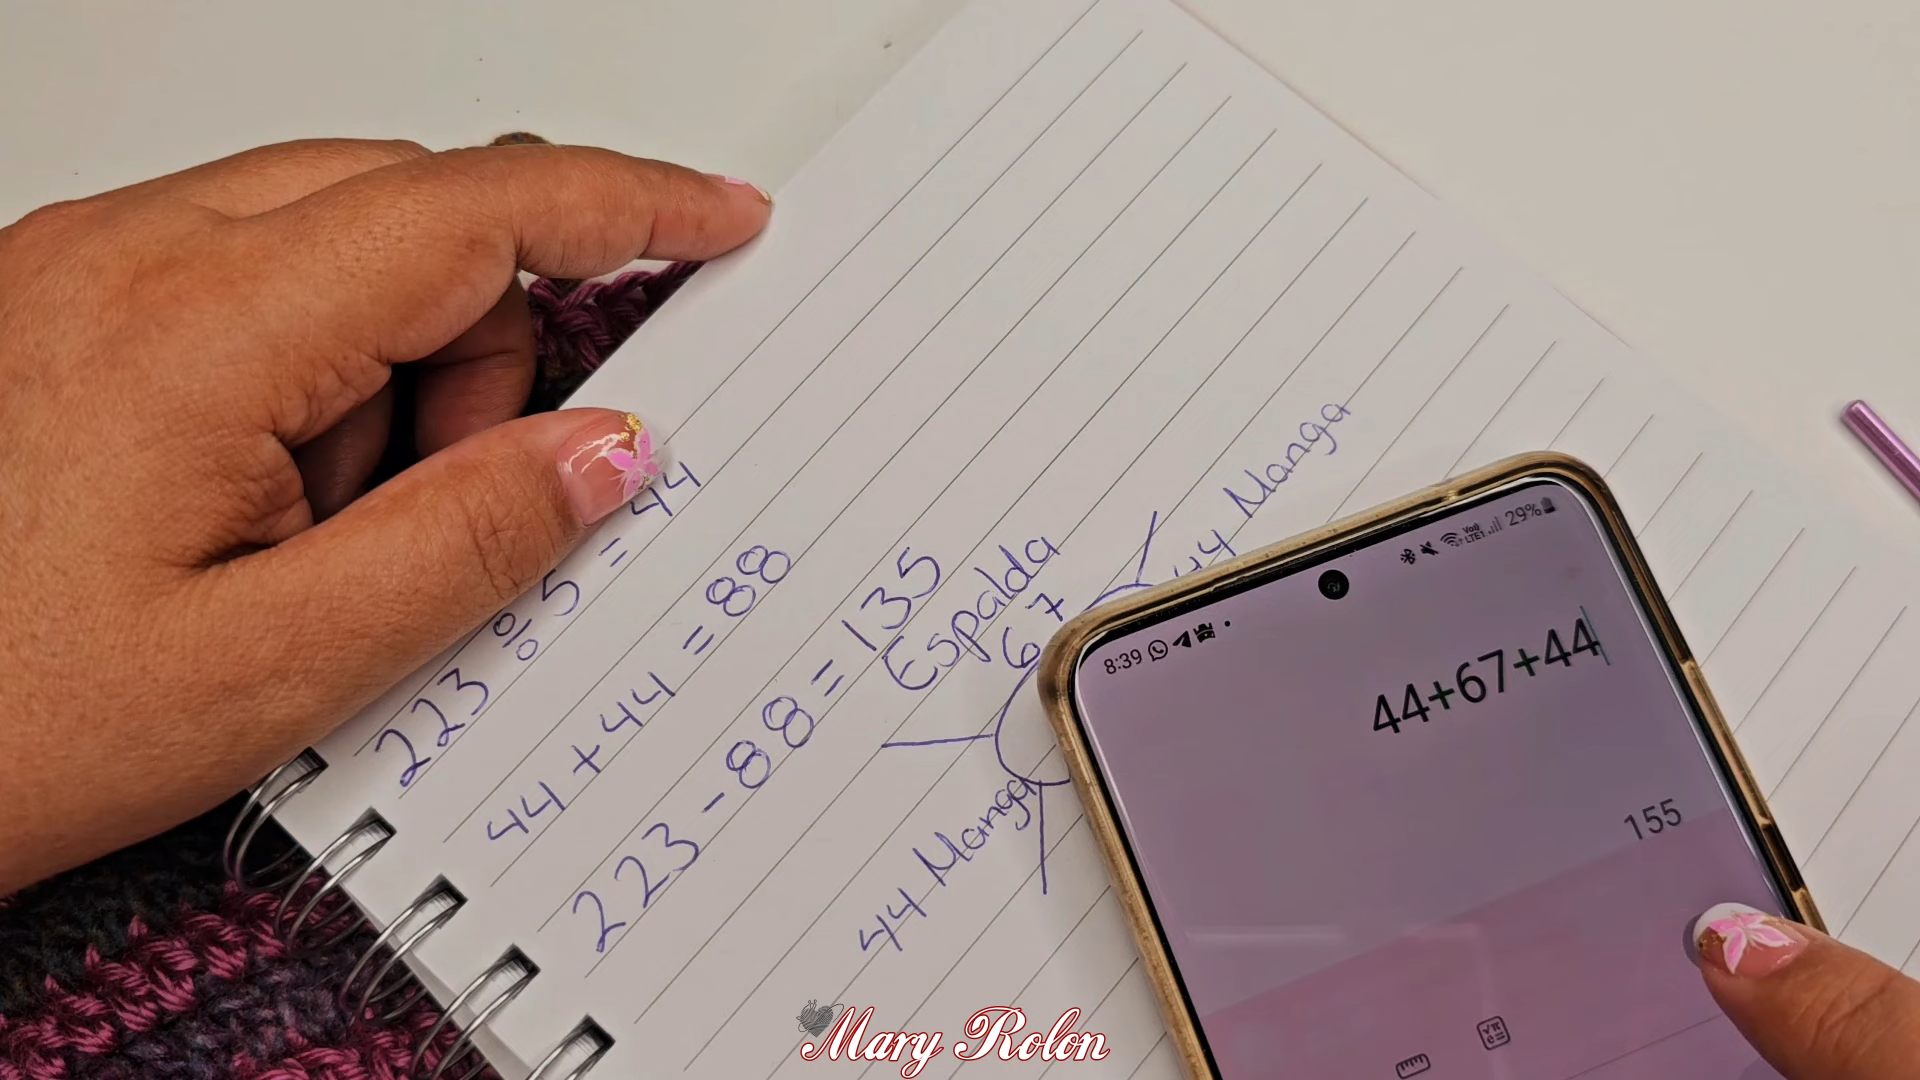 223 ÷ 5 = 44
44 + 44 = 88
223 - 88 = 135
Espalda
67
44 Manga
44 Manga
8:39
29%
44+67+44
155
Mary Rolon